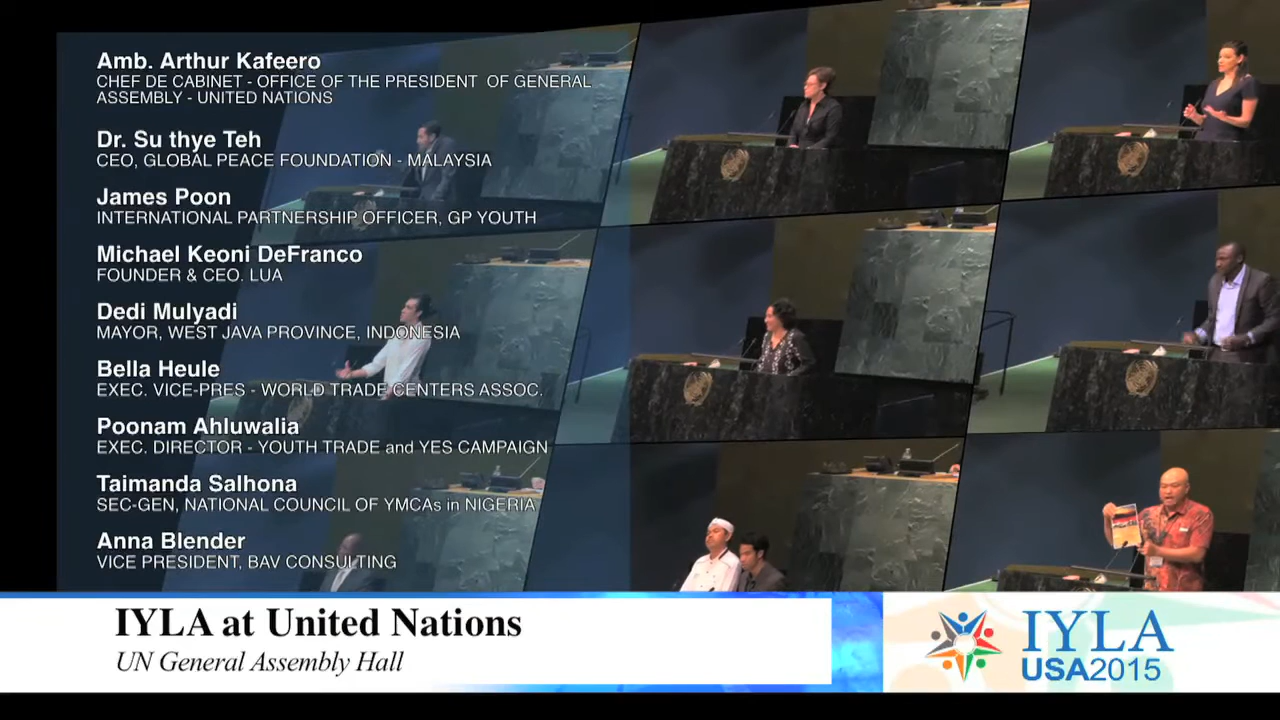 Amb. Arthur Kafeero
CHEF DE CABINET - OFFICE OF THE PRESIDENT OF GENERAL
ASSEMBLY - UNITED NATIONS
Dr. Su thye Teh
CEO, GLOBAL PEACE FOUNDATION - MALAYSIA
James Poon
INTERNATIONAL PARTNERSHIP OFFICER, GP YOUTH
Michael Keoni DeFranco
FOUNDER & CEO. LUA
Dedi Mulyadi
MAYOR, WEST JAVA PROVINCE, INDONESIA
Bella Heule
EXEC. VICE-PRES - WORLD TRADE CENTERS ASSOC.
Poonam Ahluwalia
EXEC. DIRECTOR - YOUTH TRADE and YES CAMPAIGN
Taimanda Salhona
SEC-GEN, NATIONAL COUNCIL OF YMCAs in NIGERIA
Anna Blender
VICE PRESIDENT, BAV CONSULTING
IYLA at United Nations
UN General Assembly Hall
IYLA
USA2015